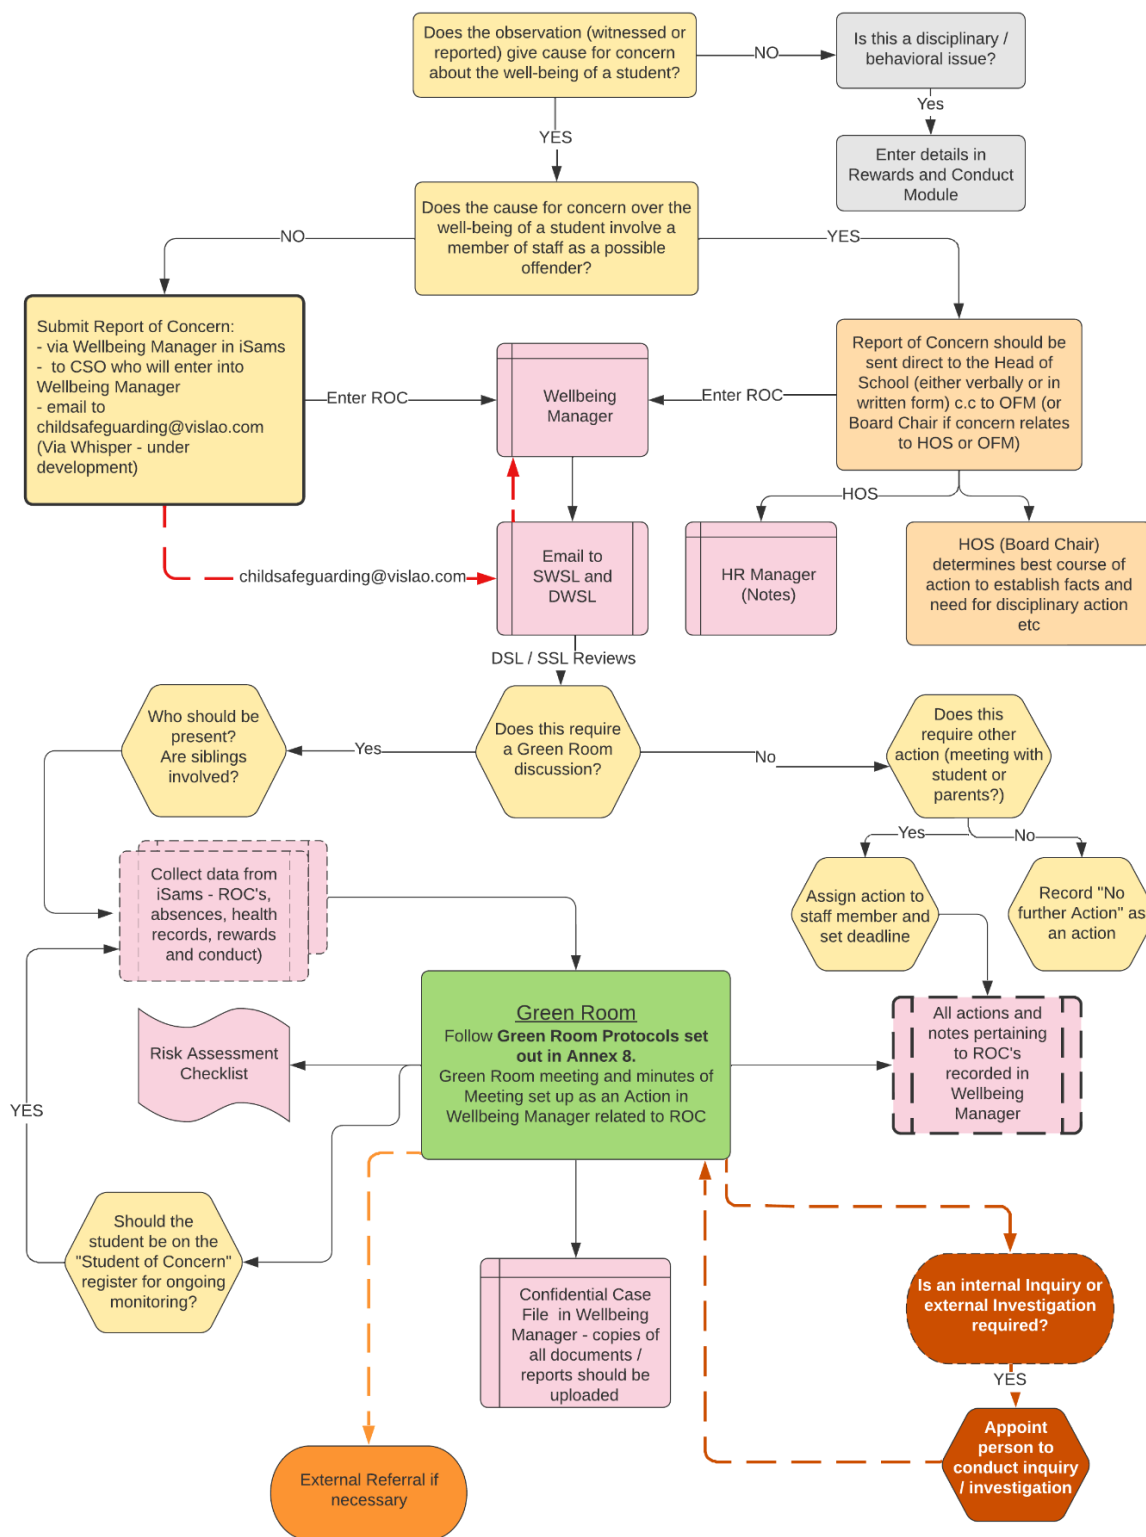 Does the observation (witnessed or
reported) give cause for concern
about the well-being of a student?
NO
Is this a disciplinary /
behavioral issue?
Yes
Enter details in
Rewards and Conduct
Module
YES
Does the cause for concern over the
well-being of a student involve a
member of staff as a possible
offender?
NO
YES
Submit Report of Concern:
- via Wellbeing Manager in iSams
- to CSO who will enter into
Wellbeing Manager
- email to
childsafeguarding@vislao.com
(Via Whisper - under
development)
Enter ROC
Wellbeing
Manager
Enter ROC
Report of Concern should be
sent direct to the Head of
School (either verbally or in
written form) c.c to OFM (or
Board Chair if concern relates
to HOS or OFM)
HOS
childsafeguarding@vislao.com
Email to
SWSL and
DWSL
HR Manager
(Notes)
HOS (Board Chair)
determines best course of
action to establish facts and
need for disciplinary action
etc
DSL / SSL Reviews
Who should be
present?
Are siblings
involved?
Yes
Does this require
a Green Room
discussion?
No
Does this
require other
action (meeting with
student or
parents?)
Yes
No
Collect data from
iSams - ROC's,
absences, health
records, rewards
and conduct)
Assign action to
staff member and
set deadline
Record "No
further Action" as
an action
Green Room
Follow Green Room Protocols set
out in Annex 8.
Green Room meeting and minutes of
Meeting set up as an Action in
Wellbeing Manager related to ROC
Risk Assessment
Checklist
All actions and
notes pertaining
to ROC's
recorded in
Wellbeing
Manager
YES
Should the
student be on the
"Student of Concern"
register for ongoing
monitoring?
Confidential Case
File in Wellbeing
Manager - copies of
all documents /
reports should be
uploaded
Is an internal Inquiry or
external Investigation
required?
YES
Appoint
person to
conduct inquiry
/ investigation
External Referral if
necessary